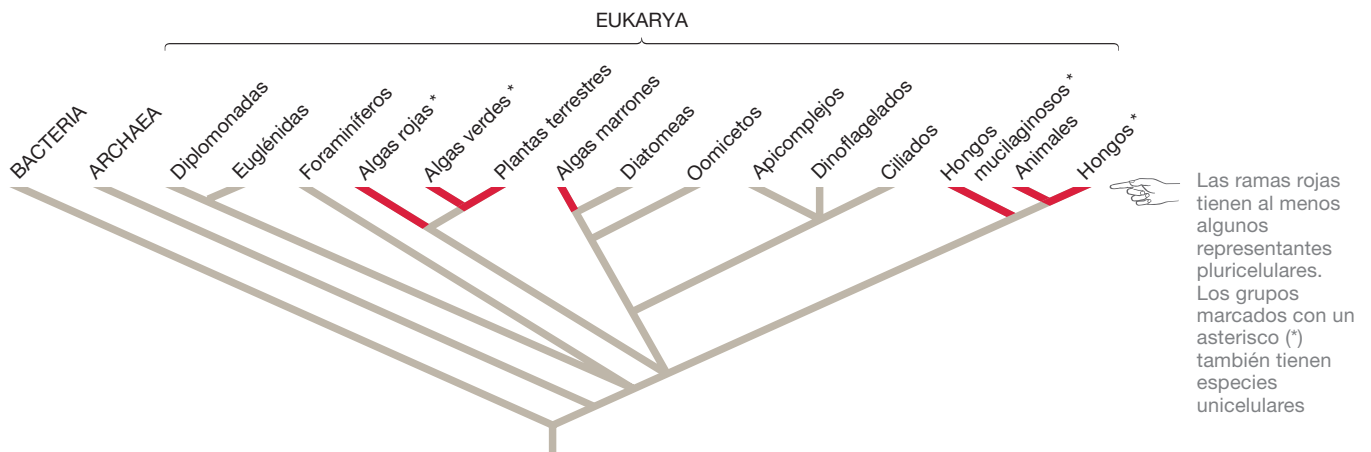 EUKARYA
BACTERIA
ARCHAEA
Diplomonadas
Euglénidas
Foraminíferos
Algas rojas *
Algas verdes *
Plantas terrestres
Algas marrones
Diatomeas
Oomicetos
Apicomplejos
Dinoflagelados
Ciliados
Hongos
mucilaginosos *
Animales
Hongos *
Las ramas rojas
tienen al menos
algunos
representantes
pluricelulares.
Los grupos
marcados con un
asterisco (*)
también tienen
especies
unicelulares